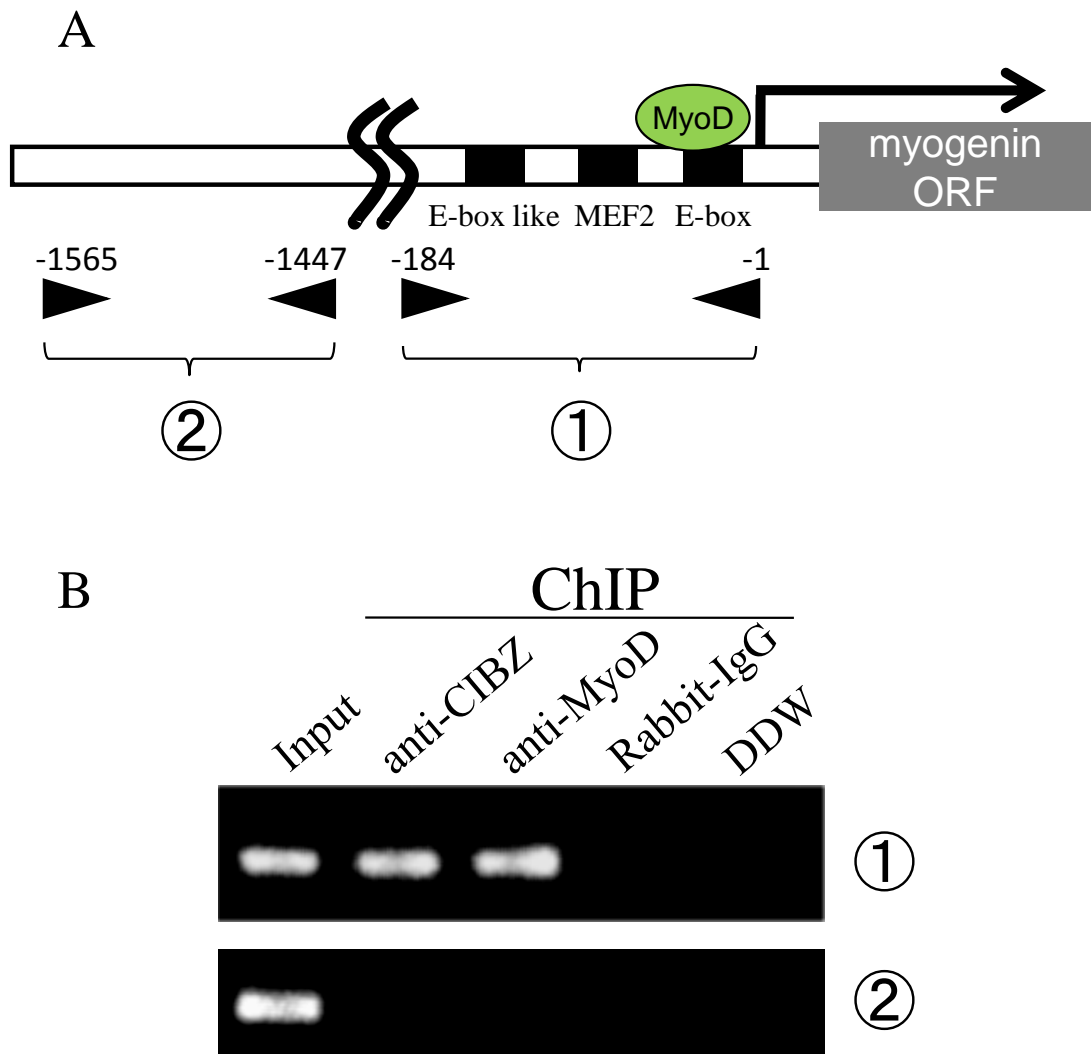 A
MyoD
myogenin
ORF
E-box like MEF2 E-box
-1565 -1447 -184 -1
② ①
B
ChIP
Input anti-CIBZ anti-MyoD Rabbit-IgG DDW
①
②